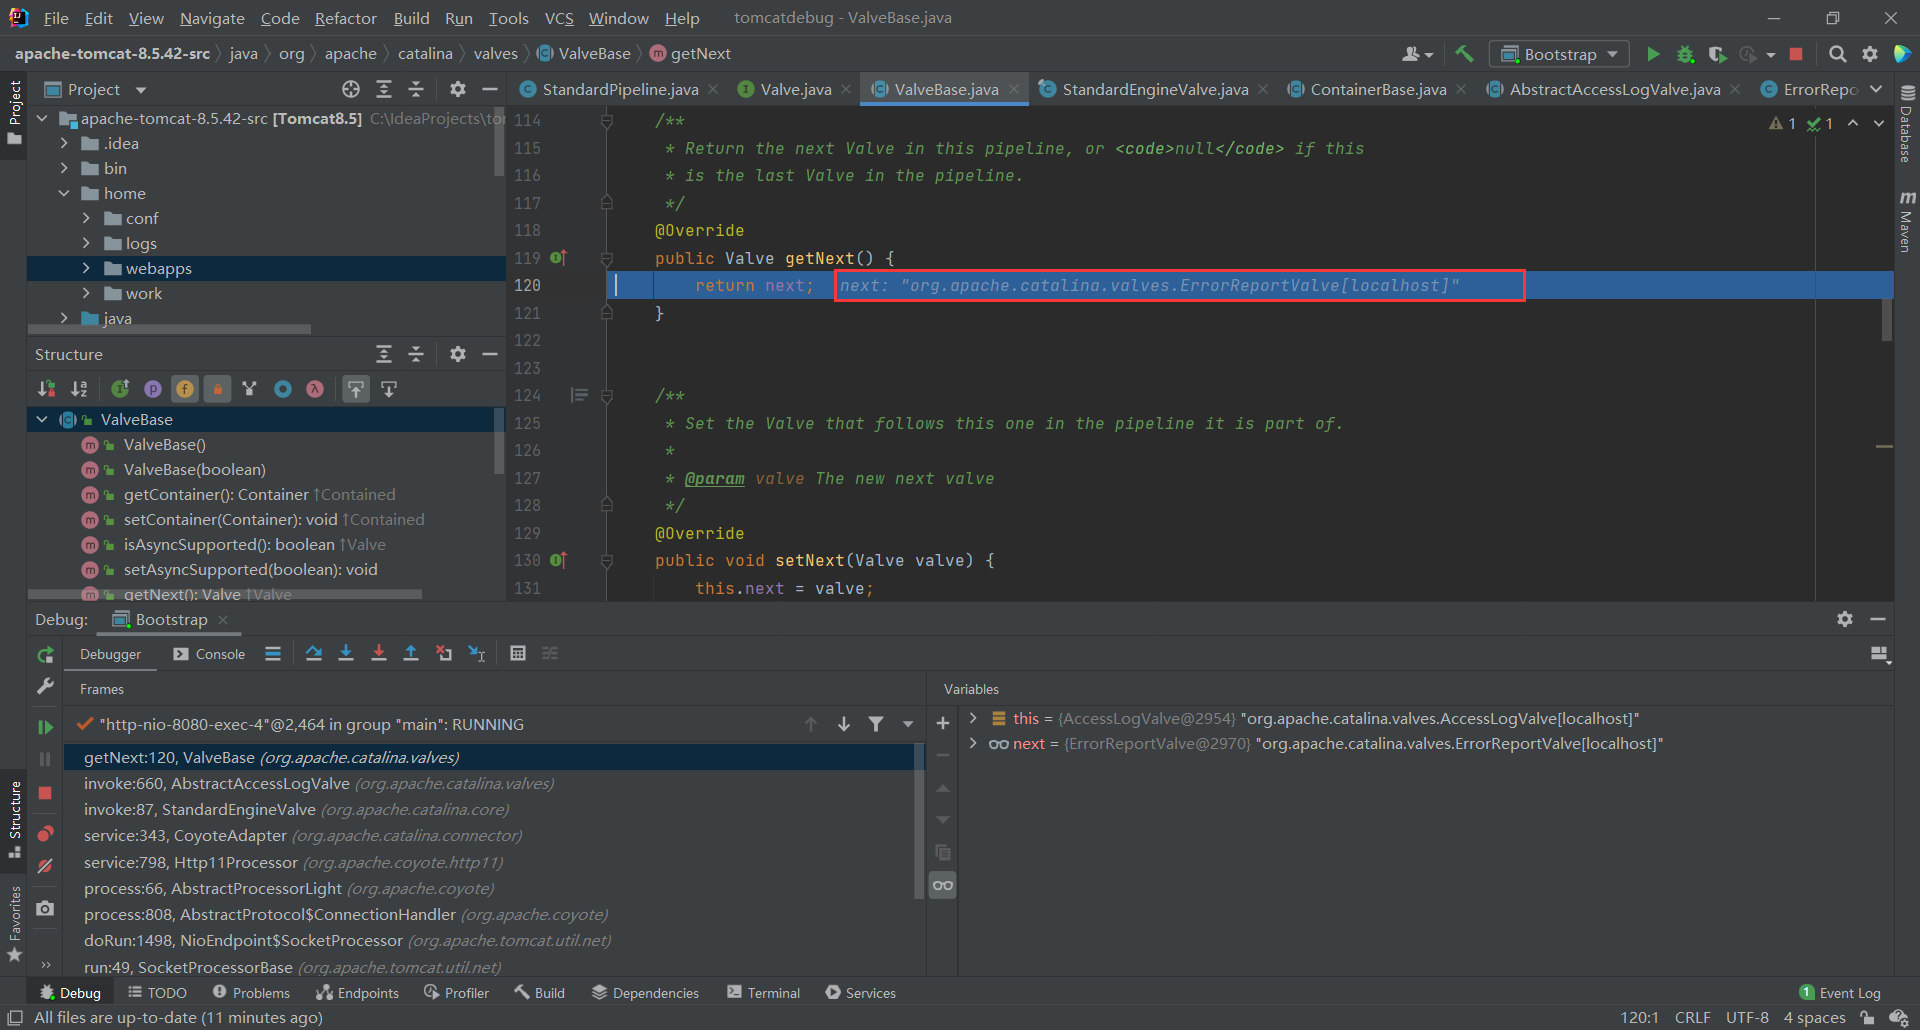 File Edit View Navigate Code Refactor Build Run Tools VCS Window Help tomcatdebug - ValveBase.java
apache-tomcat-8.5.42-src java org apache catalina valves ValveBase getNext
Bootstrap
Project
StandardPipeline.java Valve.java ValveBase.java StandardEngineValve.java ContainerBase.java AbstractAccessLogValve.java ErrorRepo
Project
Database
Maven
apache-tomcat-8.5.42-src [Tomcat8.5] C:\IdeaProjects\tor
.idea
bin
home
conf
logs
webapps
work
java
1 1
114 /**
115 * Return the next Valve in this pipeline, or <code>null</code> if this
116 * is the last Valve in the pipeline.
117 */
118 @Override
119 public Valve getNext() {
120 return next; next: "org.apache.catalina.valves.ErrorReportValve[localhost]"
121 }
122
123
124 /**
125 * Set the Valve that follows this one in the pipeline it is part of.
126 *
127 * @param valve The new next valve
128 */
129 @Override
130 public void setNext(Valve valve) {
131 this.next = valve;
Structure
ValveBase
ValveBase()
ValveBase(boolean)
getContainer(): Container ↑Contained
setContainer(Container): void ↑Contained
isAsyncSupported(): boolean ↑Valve
setAsyncSupported(boolean): void
getNext(): Valve ↑Valve
Debug: Bootstrap
Debugger Console
Frames
Variables
"http-nio-8080-exec-4"@2,464 in group "main": RUNNING
getNext:120, ValveBase (org.apache.catalina.valves)
invoke:660, AbstractAccessLogValve (org.apache.catalina.valves)
invoke:87, StandardEngineValve (org.apache.catalina.core)
service:343, CoyoteAdapter (org.apache.catalina.connector)
service:798, Http11Processor (org.apache.coyote.http11)
process:66, AbstractProcessorLight (org.apache.coyote)
process:808, AbstractProtocol$ConnectionHandler (org.apache.coyote)
doRun:1498, NioEndpoint$SocketProcessor (org.apache.tomcat.util.net)
run:49, SocketProcessorBase (org.apache.tomcat.util.net)
this = {AccessLogValve@2954} "org.apache.catalina.valves.AccessLogValve[localhost]"
next = {ErrorReportValve@2970} "org.apache.catalina.valves.ErrorReportValve[localhost]"
Structure
Favorites
Debug TODO Problems Endpoints Profiler Build Dependencies Terminal Services
1 Event Log
All files are up-to-date (11 minutes ago)
120:1 CRLF UTF-8 4 spaces